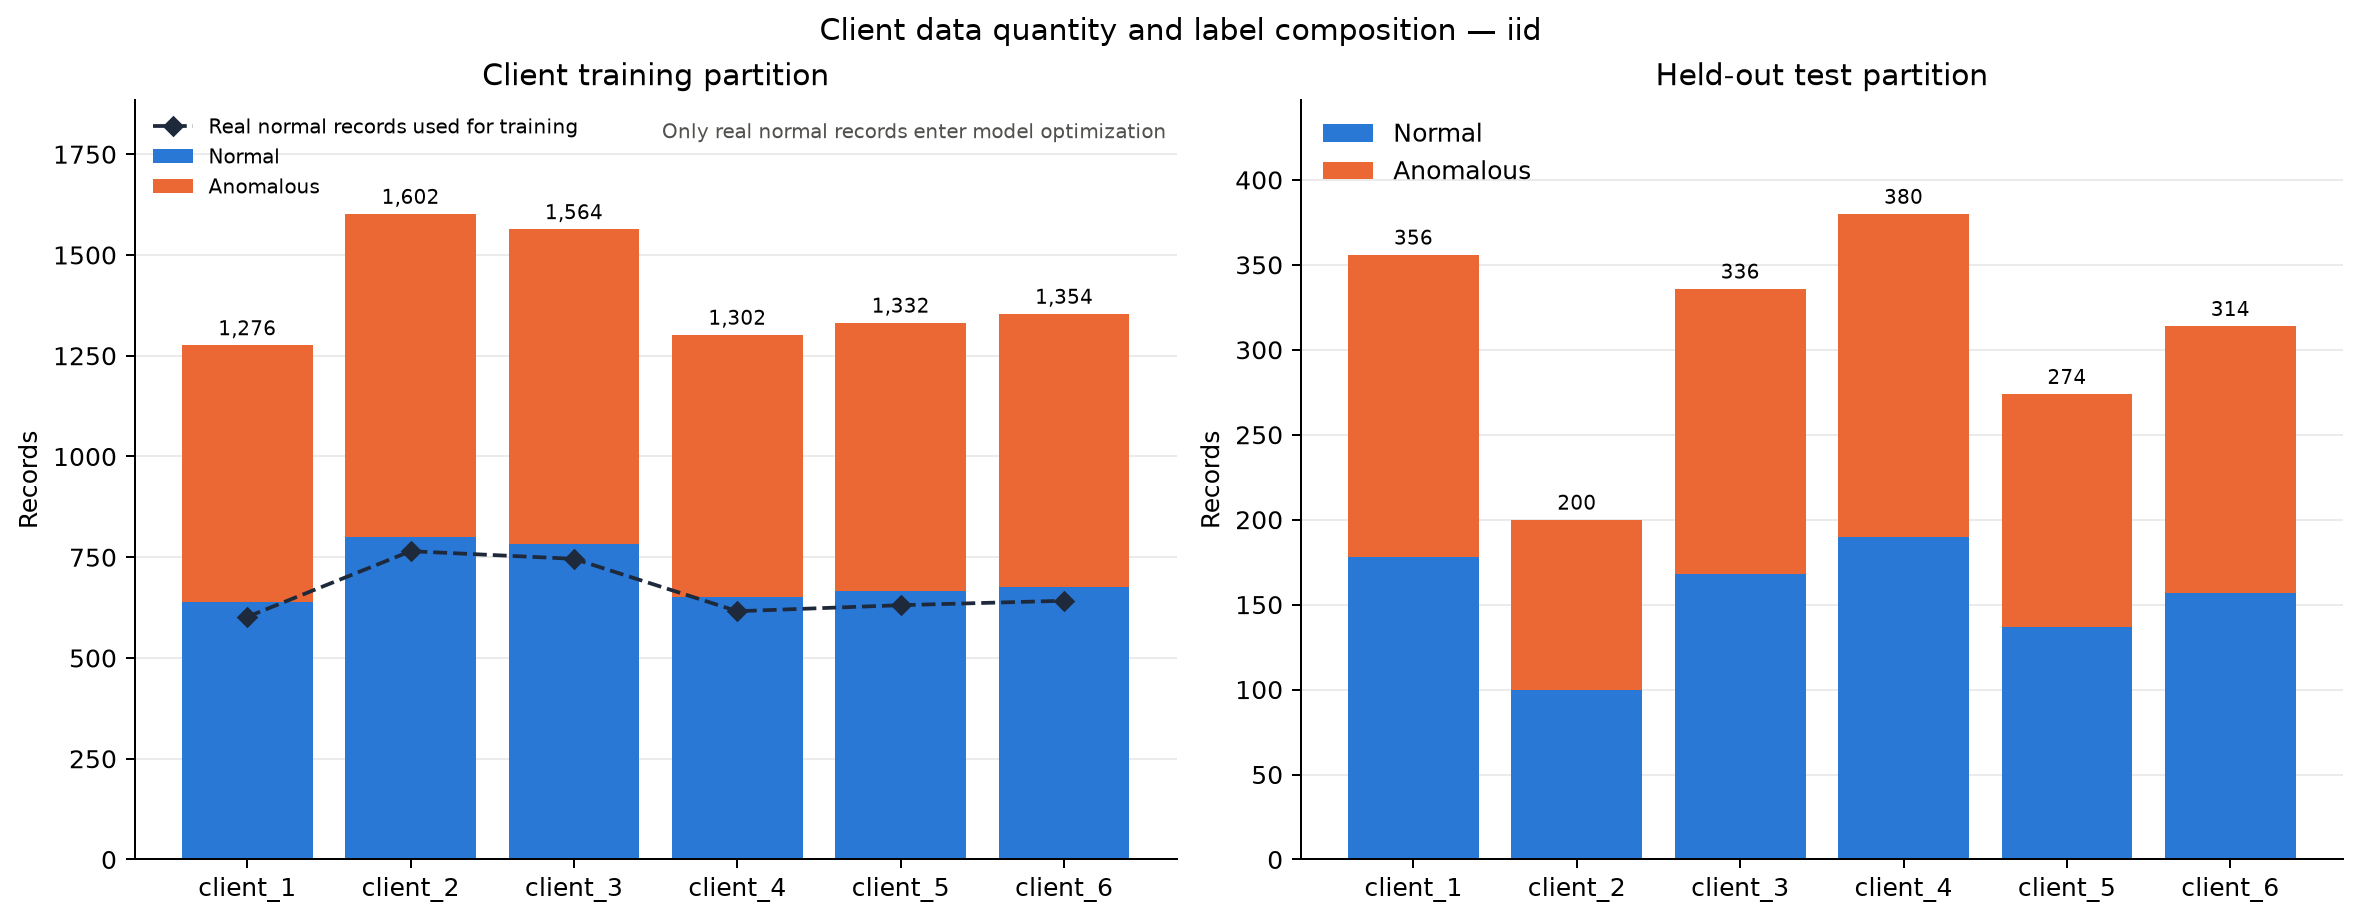 Client data quantity and label composition — iid
Client training partition
Real normal records used for training
Normal
Anomalous
Only real normal records enter model optimization
Records
1750
1500
1250
1000
750
500
250
0
1,276
1,602
1,564
1,302
1,332
1,354
client_1
client_2
client_3
client_4
client_5
client_6
Held-out test partition
Normal
Anomalous
Records
400
350
300
250
200
150
100
50
0
356
200
336
380
274
314
client_1
client_2
client_3
client_4
client_5
client_6